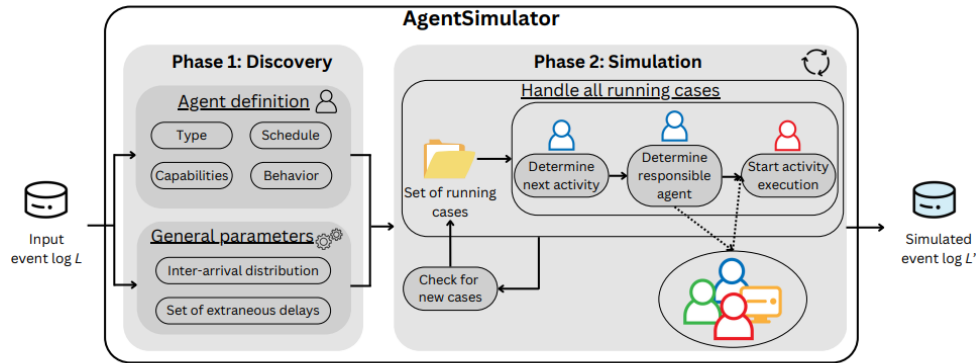 AgentSimulator
Phase 1: Discovery
Agent definition
Type
Schedule
Capabilities
Behavior
General parameters
Inter-arrival distribution
Set of extraneous delays
Input
event log L
Phase 2: Simulation
Handle all running cases
Set of running
cases
Determine
next activity
Determine
responsible
agent
Start activity
execution
Check for
new cases
Simulated
event log L'